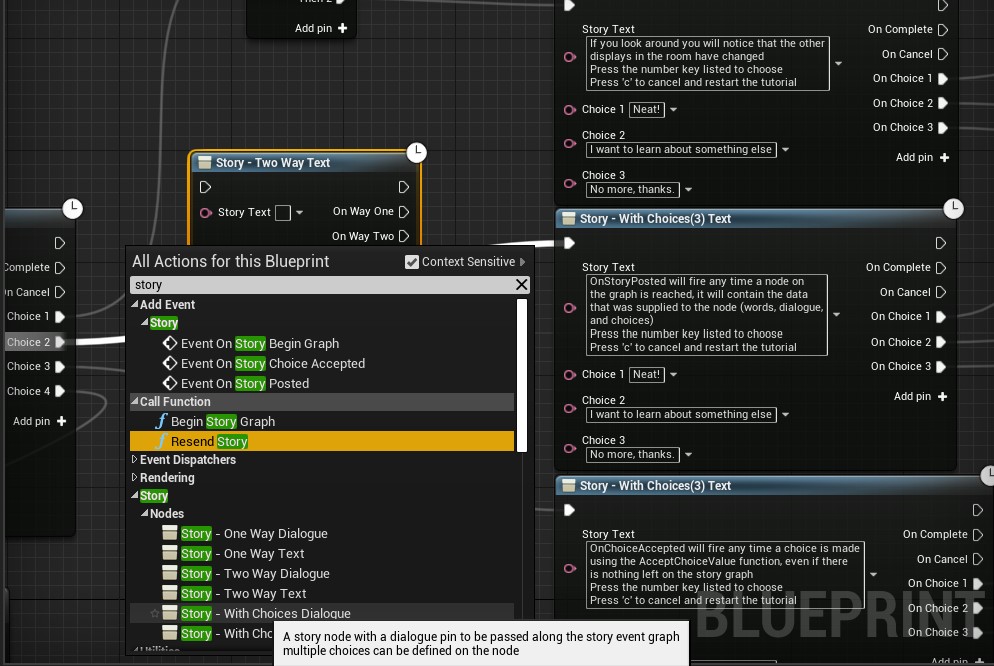 Then 2
Add pin
Story Text
If you look around you will notice that the other
displays in the room have changed
Press the number key listed to choose
Press 'c' to cancel and restart the tutorial
On Complete
On Cancel
On Choice 1
On Choice 2
On Choice 3
Add pin
Choice 1 Neat!
Choice 2
I want to learn about something else
Choice 3
No more, thanks.
Story - Two Way Text
Story Text
On Way One
On Way Two
Complete
On Cancel
Choice 1
Choice 2
Choice 3
Choice 4
Add pin
All Actions for this Blueprint
Context Sensitive
story
Add Event
Story
Event On Story Begin Graph
Event On Story Choice Accepted
Event On Story Posted
Call Function
Begin Story Graph
Resend Story
Event Dispatchers
Rendering
Story
Nodes
Story - One Way Dialogue
Story - One Way Text
Story - Two Way Dialogue
Story - Two Way Text
Story - With Choices Dialogue
Story - With Ch
Utilities
A story node with a dialogue pin to be passed along the story event graph
multiple choices can be defined on the node
Story - With Choices(3) Text
Story Text
OnStoryPosted will fire any time a node on
the graph is reached, it will contain the data
that was supplied to the node (words, dialogue,
and choices)
Press the number key listed to choose
Press 'c' to cancel and restart the tutorial
On Complete
On Cancel
On Choice 1
On Choice 2
On Choice 3
Add pin
Choice 1 Neat!
Choice 2
I want to learn about something else
Choice 3
No more, thanks.
Story - With Choices(3) Text
Story Text
OnChoiceAccepted will fire any time a choice is made
using the AcceptChoiceValue function, even if there
is nothing left on the story graph
Press the number key listed to choose
Press 'c' to cancel and restart the tutorial
On Complete
On Cancel
On Choice 1
On Choice 2
On Choice 3
Add pin
BLUEPRINT